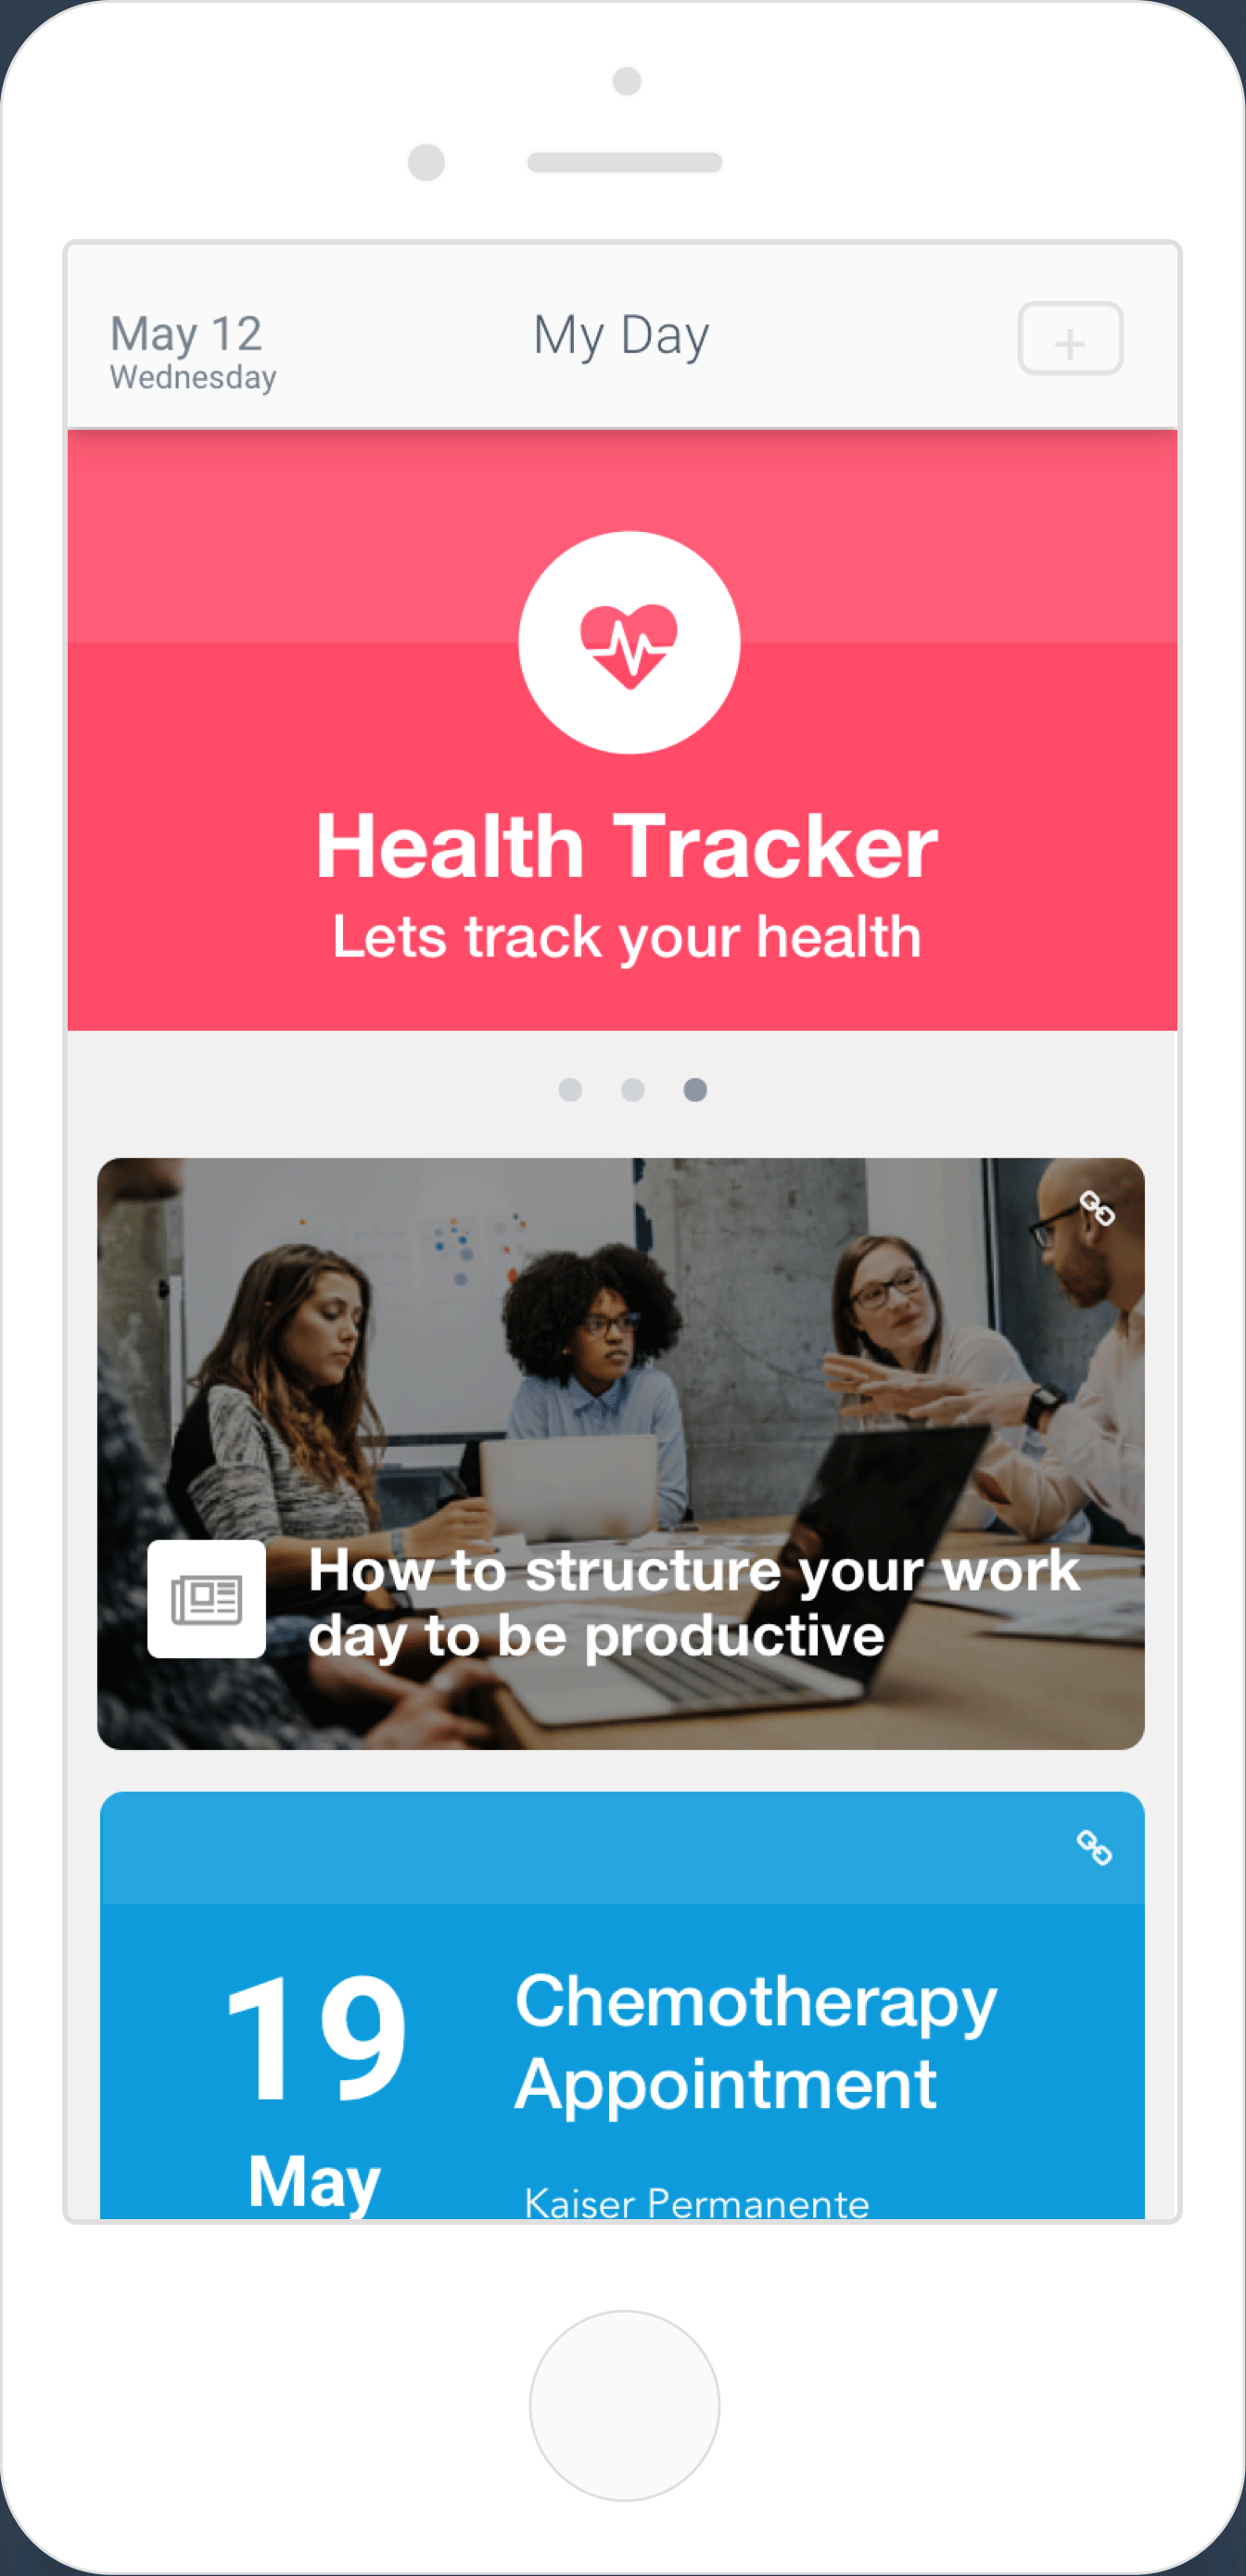 May 12
Wednesday
My Day
+
Health Tracker
Lets track your health
How to structure your work
day to be productive
19
May
Chemotherapy
Appointment
Kaiser Permanente